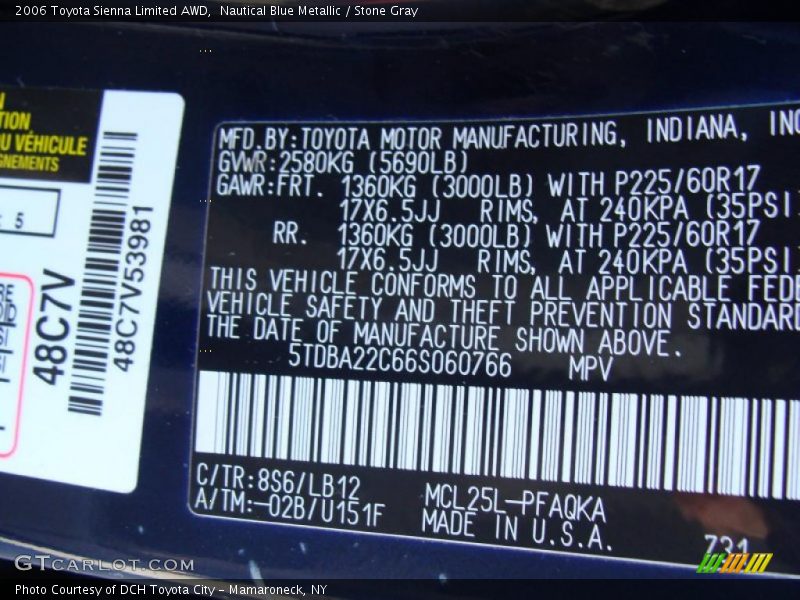 2006 Toyota Sienna Limited AWD,  Nautical Blue Metallic / Stone Gray
MFD.BY:TOYOTA MOTOR MANUFACTURING, INDIANA, INC
GVWR:2580KG (5690LB)
GAWR:FRT. 1360KG (3000LB) WITH P225/60R17
17X6.5JJ RIMS, AT 240KPA (35PSI
RR. 1360KG (3000LB) WITH P225/60R17
17X6.5JJ RIMS, AT 240KPA (35PSI
THIS VEHICLE CONFORMS TO ALL APPLICABLE FEDE
VEHICLE SAFETY AND THEFT PREVENTION STANDARD
THE DATE OF MANUFACTURE SHOWN ABOVE.
5TDBA22C66S060766 MPV
C/TR:8S6/LB12
A/TM:-02B/U151F
MCL25L-PFAQKA
MADE IN U.S.A.
731
TION
U VÉHICULE
GNEMENTS
: 5
48C7V
48C7V53981
GTCARLOT.COM
Photo Courtesy of DCH Toyota City - Mamaroneck, NY